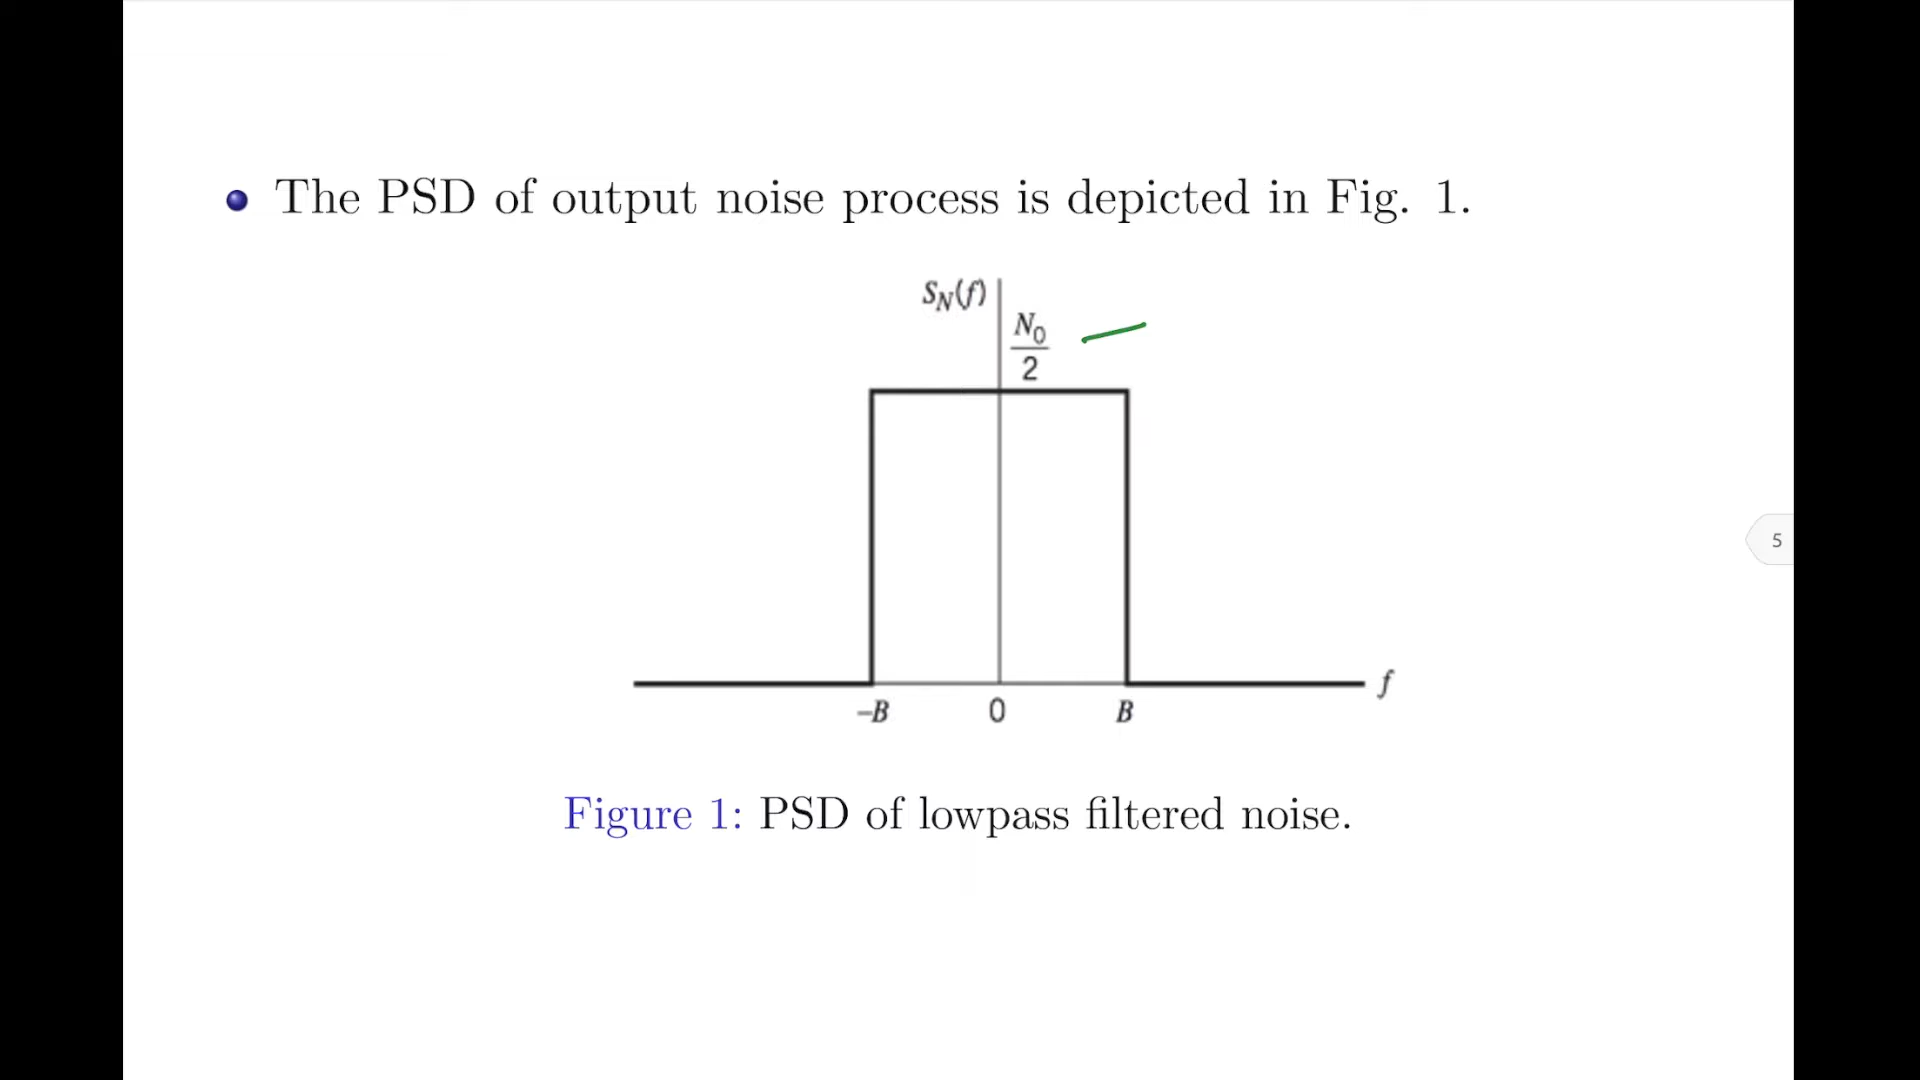 The PSD of output noise process is depicted in Fig. 1.
S_N(f)
N_0
2
f
–B
0
B
5
Figure 1: PSD of lowpass filtered noise.